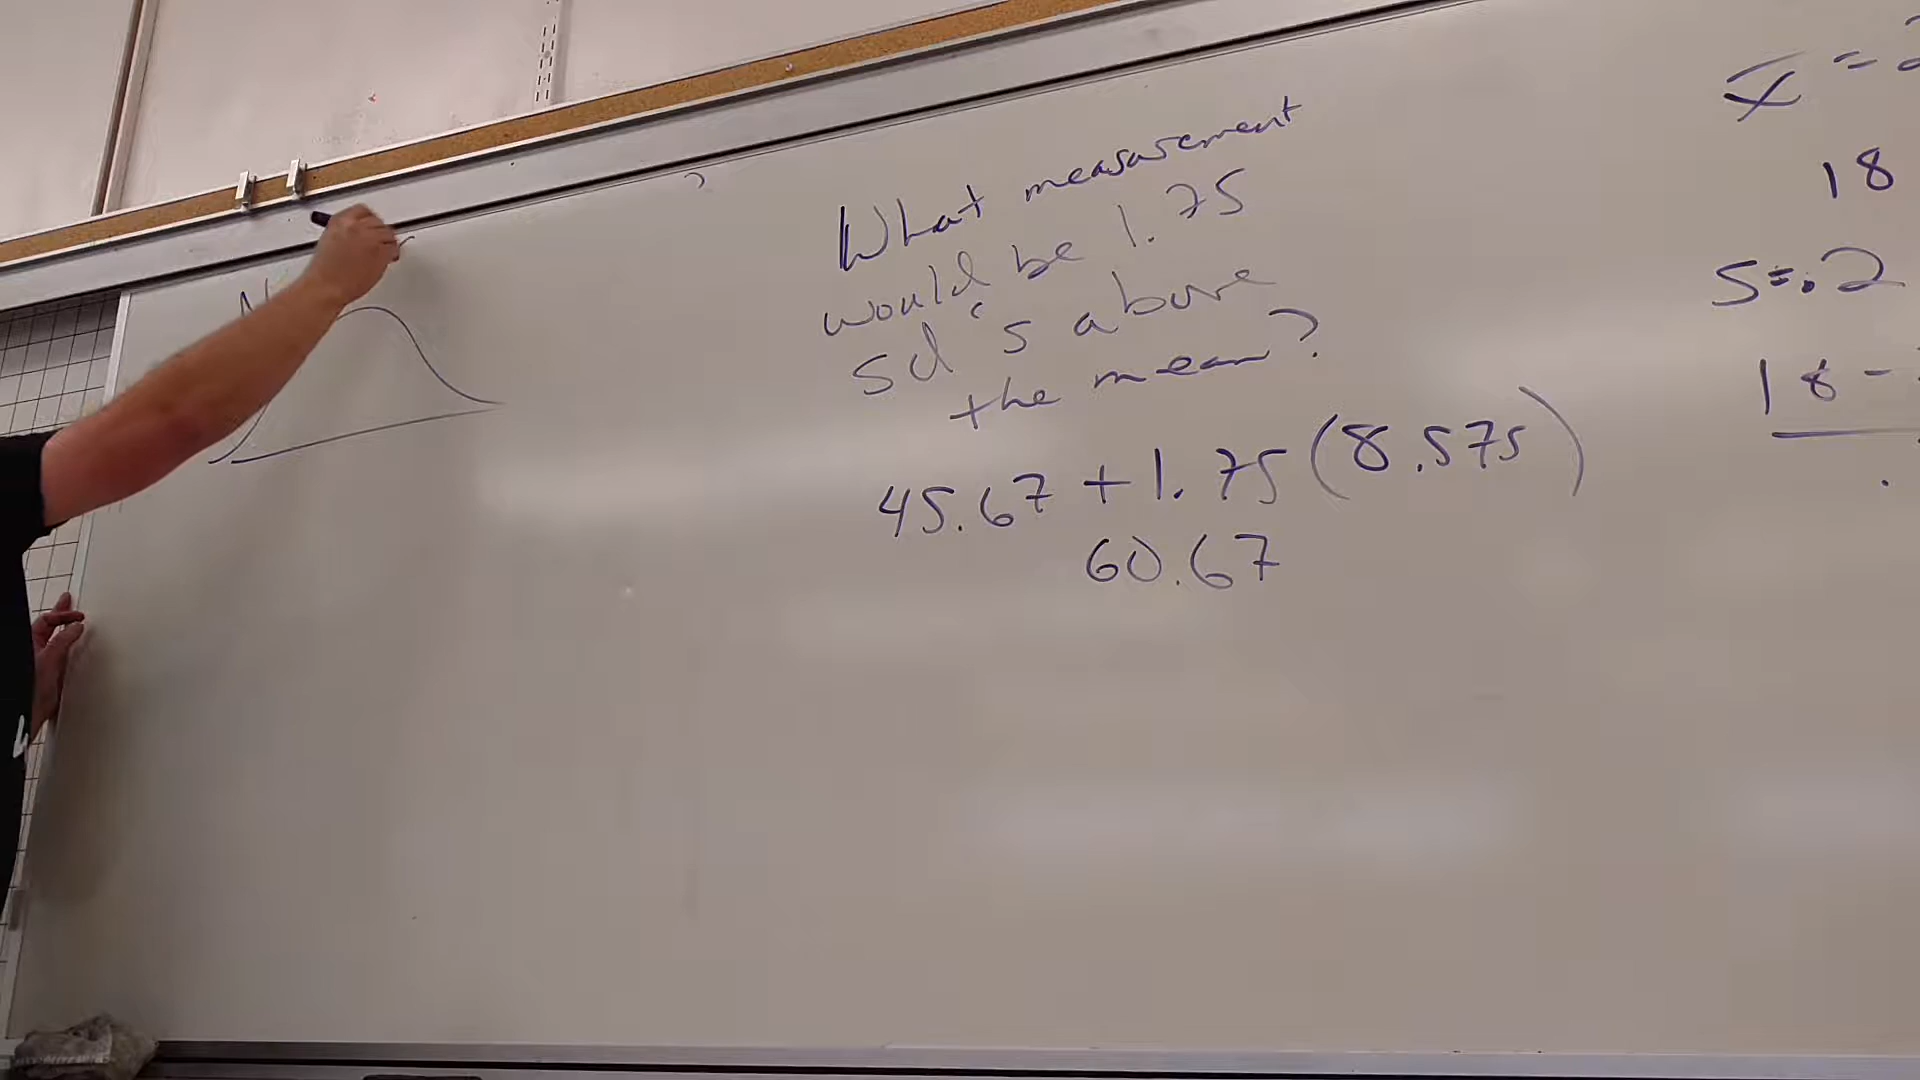 What measurement
would be 1.75
sd's above
the mean?
45.67 + 1.75 (8.575)
60.67
N
x̄ = 2
18
s = .2
18 -
.